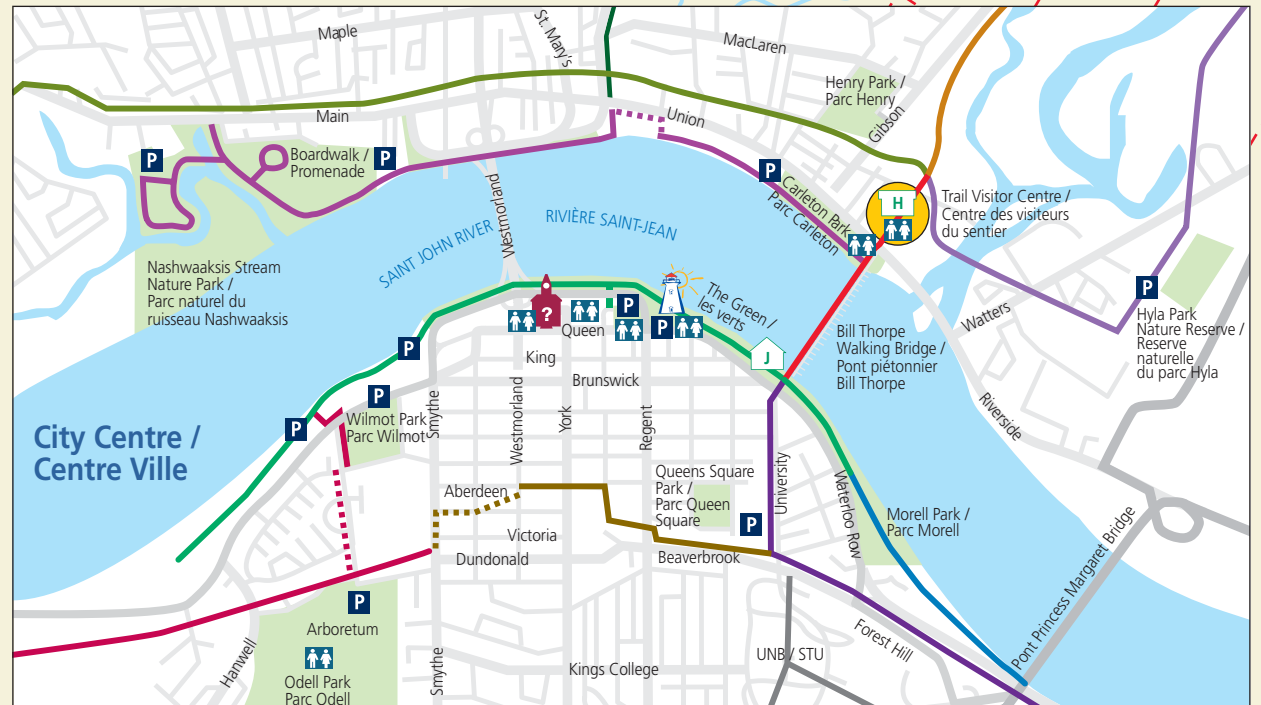 Maple
St. Mary's
MacLaren
Henry Park /
Parc Henry
Gibson
Main
Union
P
Boardwalk /
Promenade
P
P
Carleton Park
Parc Carleton
H
Trail Visitor Centre /
Centre des visiteurs
du sentier
Westmorland
SAINT JOHN RIVER
RIVIÈRE SAINT-JEAN
Nashwaaksis Stream
Nature Park /
Parc naturel du
ruisseau Nashwaaksis
?
Queen
P
P
The Green /
les verts
J
King
Brunswick
P
Bill Thorpe
Walking Bridge /
Pont piétonnier
Bill Thorpe
Watters
P
Hyla Park
Nature Reserve /
Reserve
naturelle
du parc Hyla
Riverside
P
P
Wilmot Park
Parc Wilmot
Smythe
Westmorland
York
Regent
City Centre /
Centre Ville
Aberdeen
Queens Square
Park /
Parc Queen
Square
P
University
Waterloo Row
Morell Park /
Parc Morell
Victoria
Dundonald
Beaverbrook
Pont Princess Margaret Bridge
P
Arboretum
Hanwell
Odell Park
Parc Odell
Smythe
Kings College
UNB / STU
Forest Hill